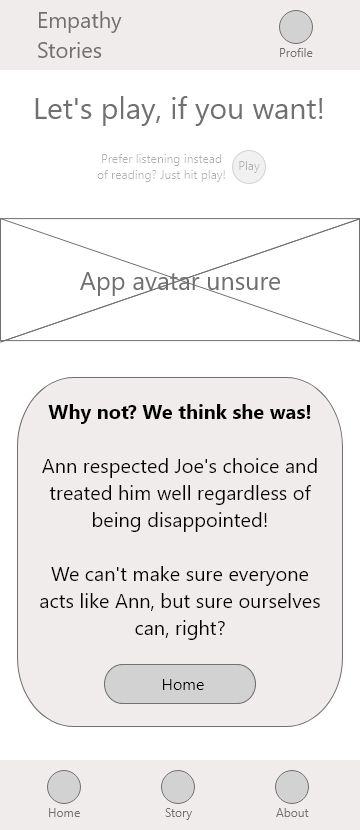 Empathy
Stories
Profile
Let's play, if you want!
Prefer listening instead
of reading? Just hit play!
Play
App avatar unsure
Why not? We think she was!
Ann respected Joe's choice and
treated him well regardless of
being disappointed!
We can't make sure everyone
acts like Ann, but sure ourselves
can, right?
Home
Home
Story
About